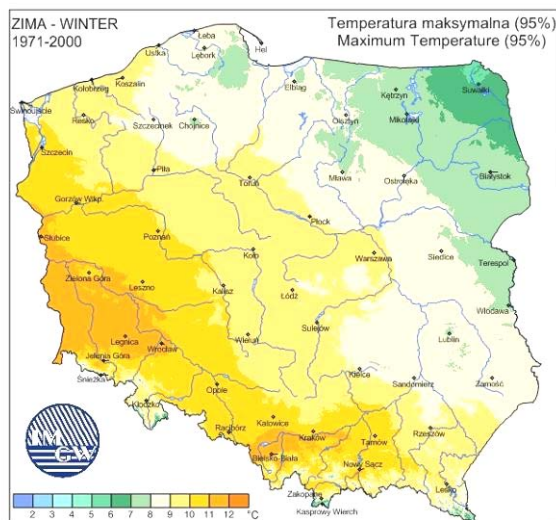 ZIMA - WINTER
1971-2000
Temperatura maksymalna (95%)
Maximum Temperature (95%)
Łeba
Hel
Ustka
Lębork
Koszalin
Kołobrzeg
Elbląg
Kętrzyn
Suwałki
Świnoujście
Resko
Szczecinek
Chojnice
Olsztyn
Mikołajki
Szczecin
Piła
Toruń
Mława
Ostrołęka
Białystok
Gorzów Wlkp.
Płock
Słubice
Poznań
Koło
Warszawa
Siedlce
Terespol
Zielona Góra
Leszno
Kalisz
Łódź
Włodawa
Legnica
Wrocław
Wieluń
Sulejów
Lublin
Jelenia Góra
Śnieżka
Kielce
Sandomierz
Zamość
Kłodzko
Opole
Katowice
Racibórz
Kraków
Tarnów
Rzeszów
Bielsko-Biała
Nowy Sącz
Lesko
Zakopane
Kasprowy Wierch
IMGW
2 3 4 5 6 7 8 9 10 11 12 °C